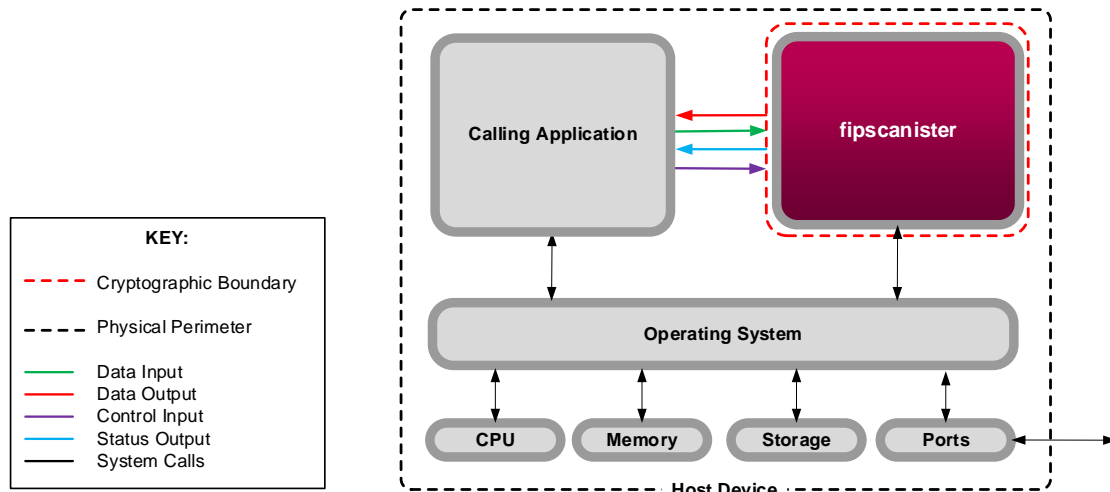 Calling Application
fipscanister
KEY:
Cryptographic Boundary
Physical Perimeter
Data Input
Data Output
Control Input
Status Output
System Calls
Operating System
CPU
Memory
Storage
Ports
Host Device